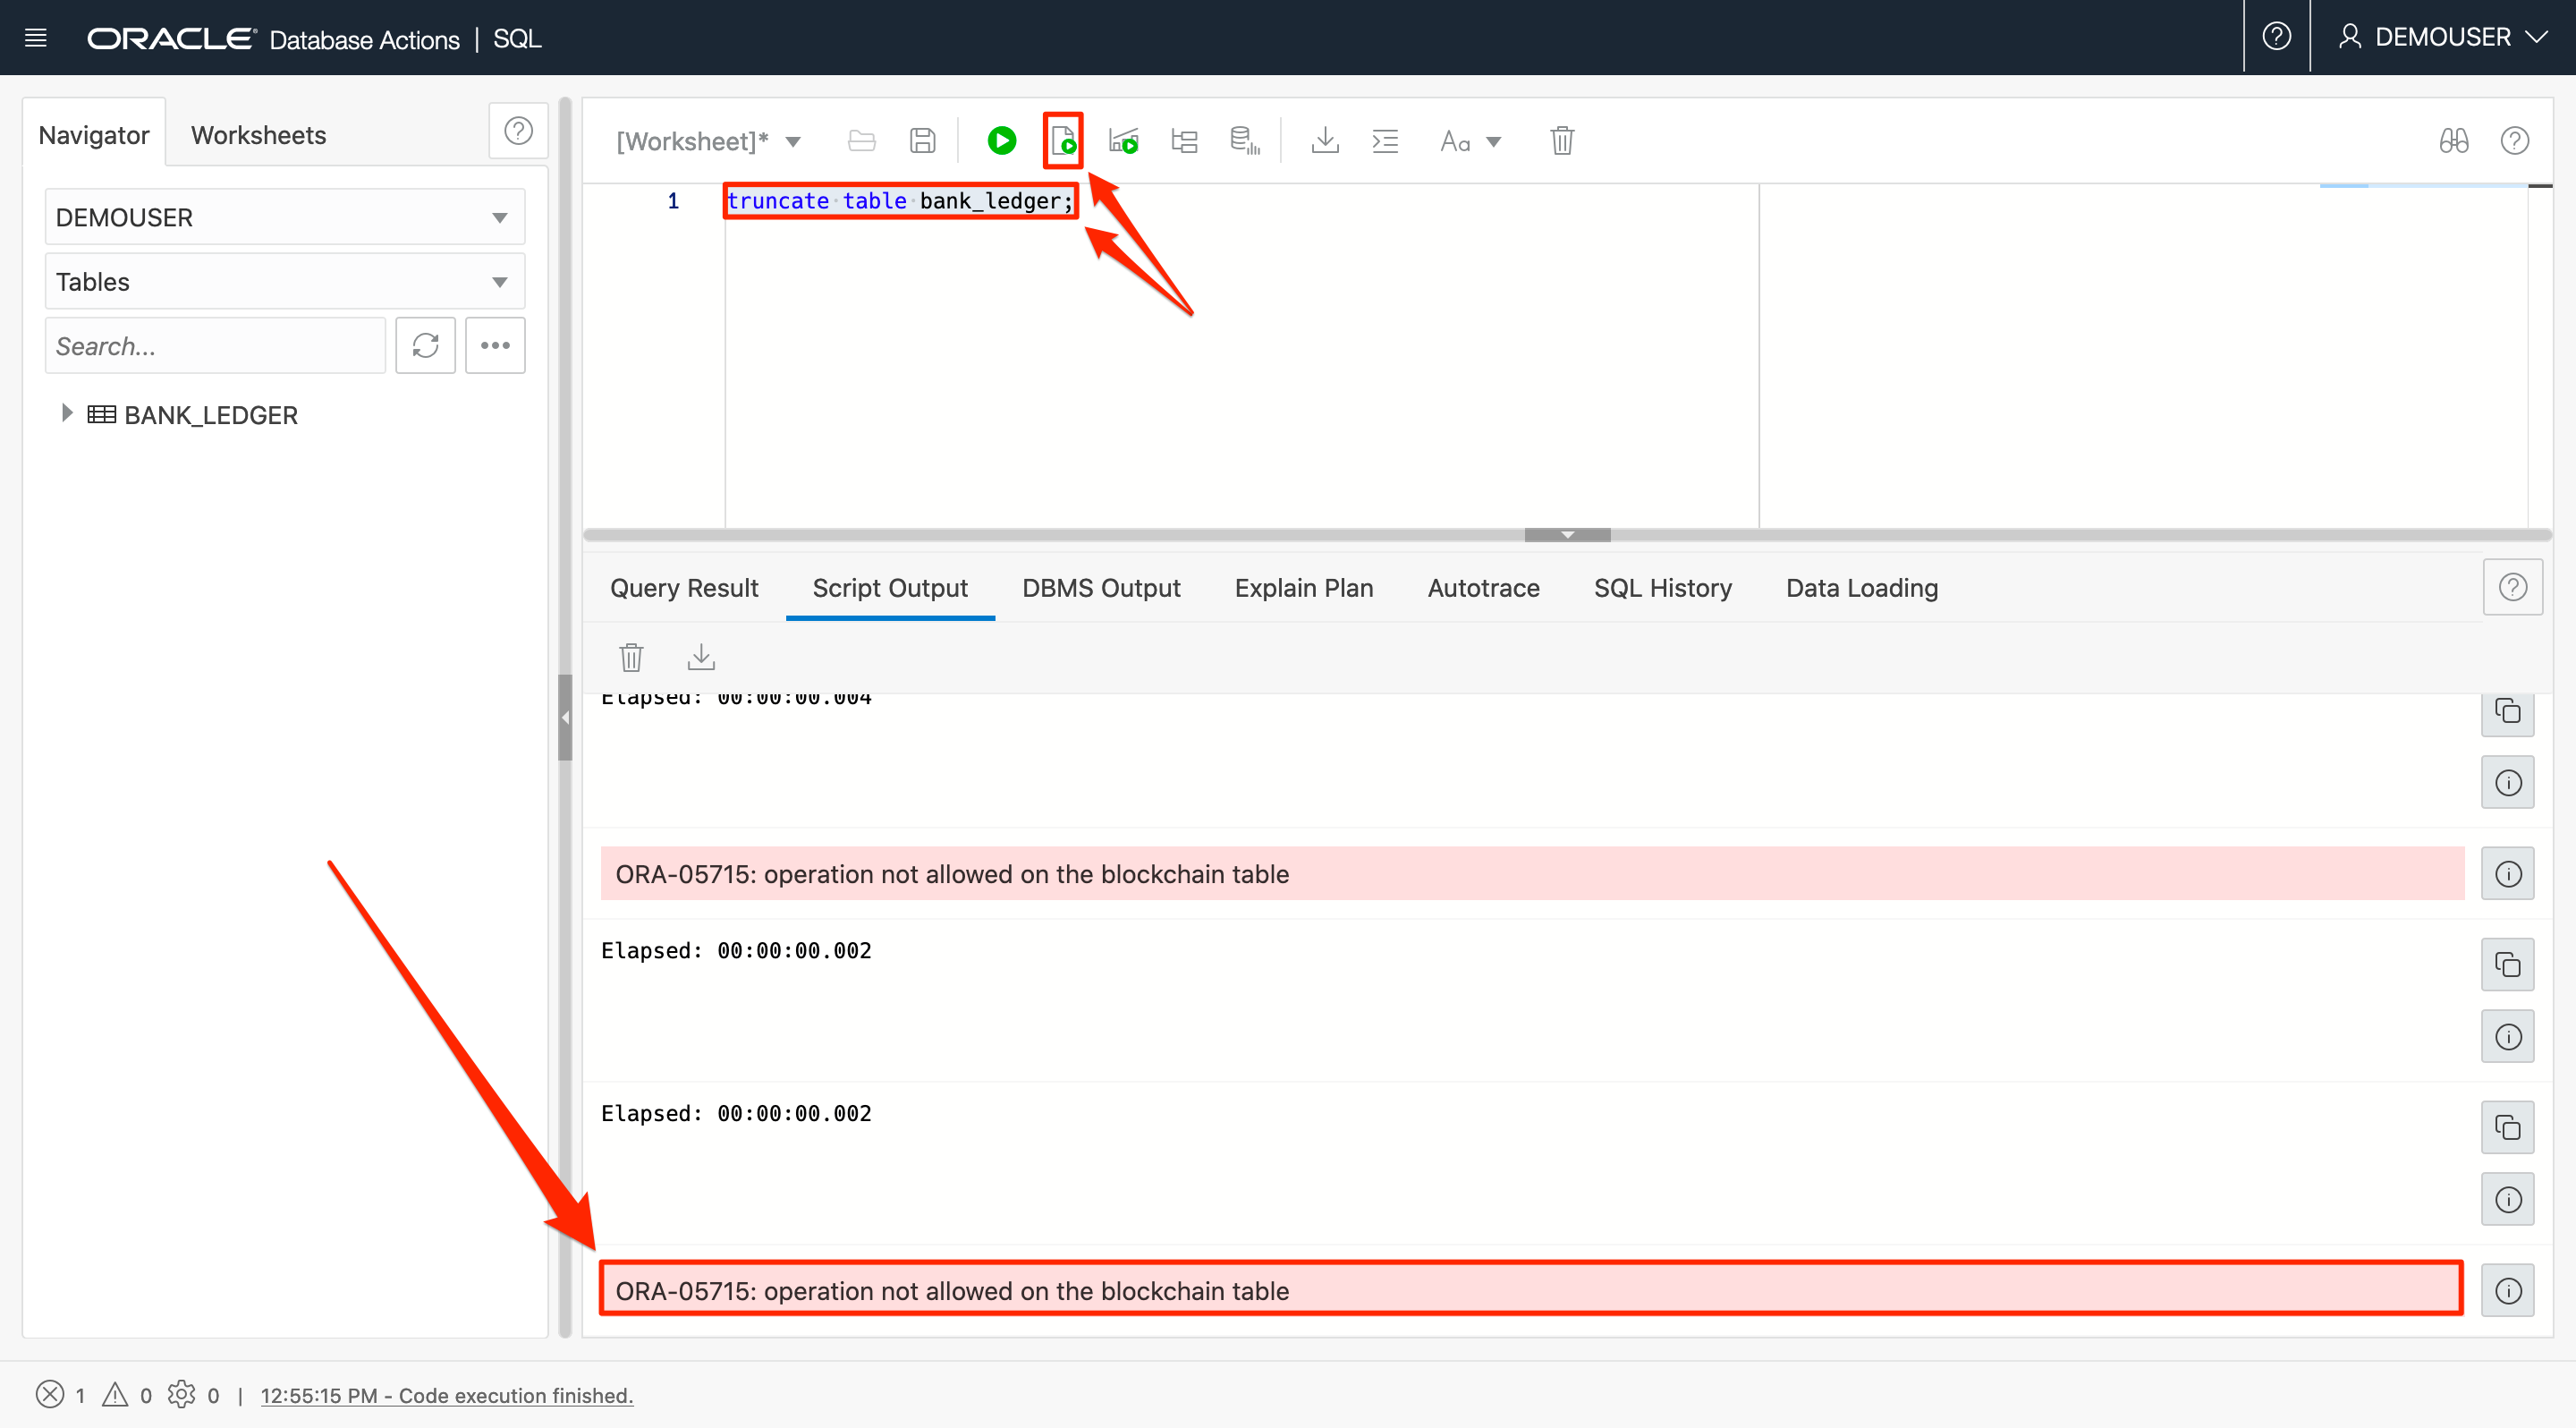 ORACLE Database Actions | SQL
DEMOUSER
Navigator
Worksheets
DEMOUSER
Tables
Search...
BANK_LEDGER
[Worksheet]*
Aa
1
truncate table bank_ledger;
Query Result
Script Output
DBMS Output
Explain Plan
Autotrace
SQL History
Data Loading
Elapsed: 00:00:00.004
ORA-05715: operation not allowed on the blockchain table
Elapsed: 00:00:00.002
Elapsed: 00:00:00.002
ORA-05715: operation not allowed on the blockchain table
1 0 0 | 12:55:15 PM - Code execution finished.